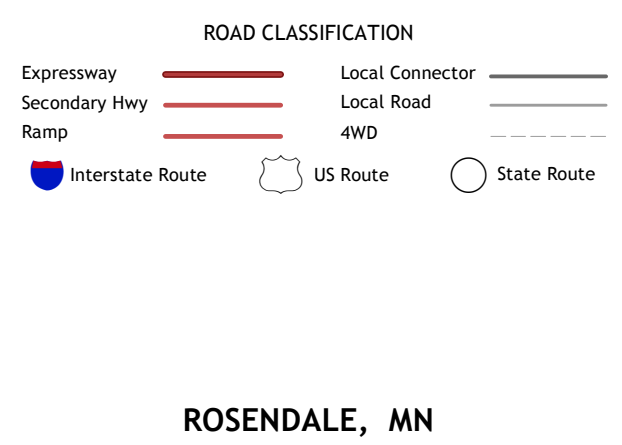 ROAD CLASSIFICATION
Expressway
Local Connector
Secondary Hwy
Local Road
Ramp
4WD
Interstate Route
US Route
State Route
ROSENDALE, MN